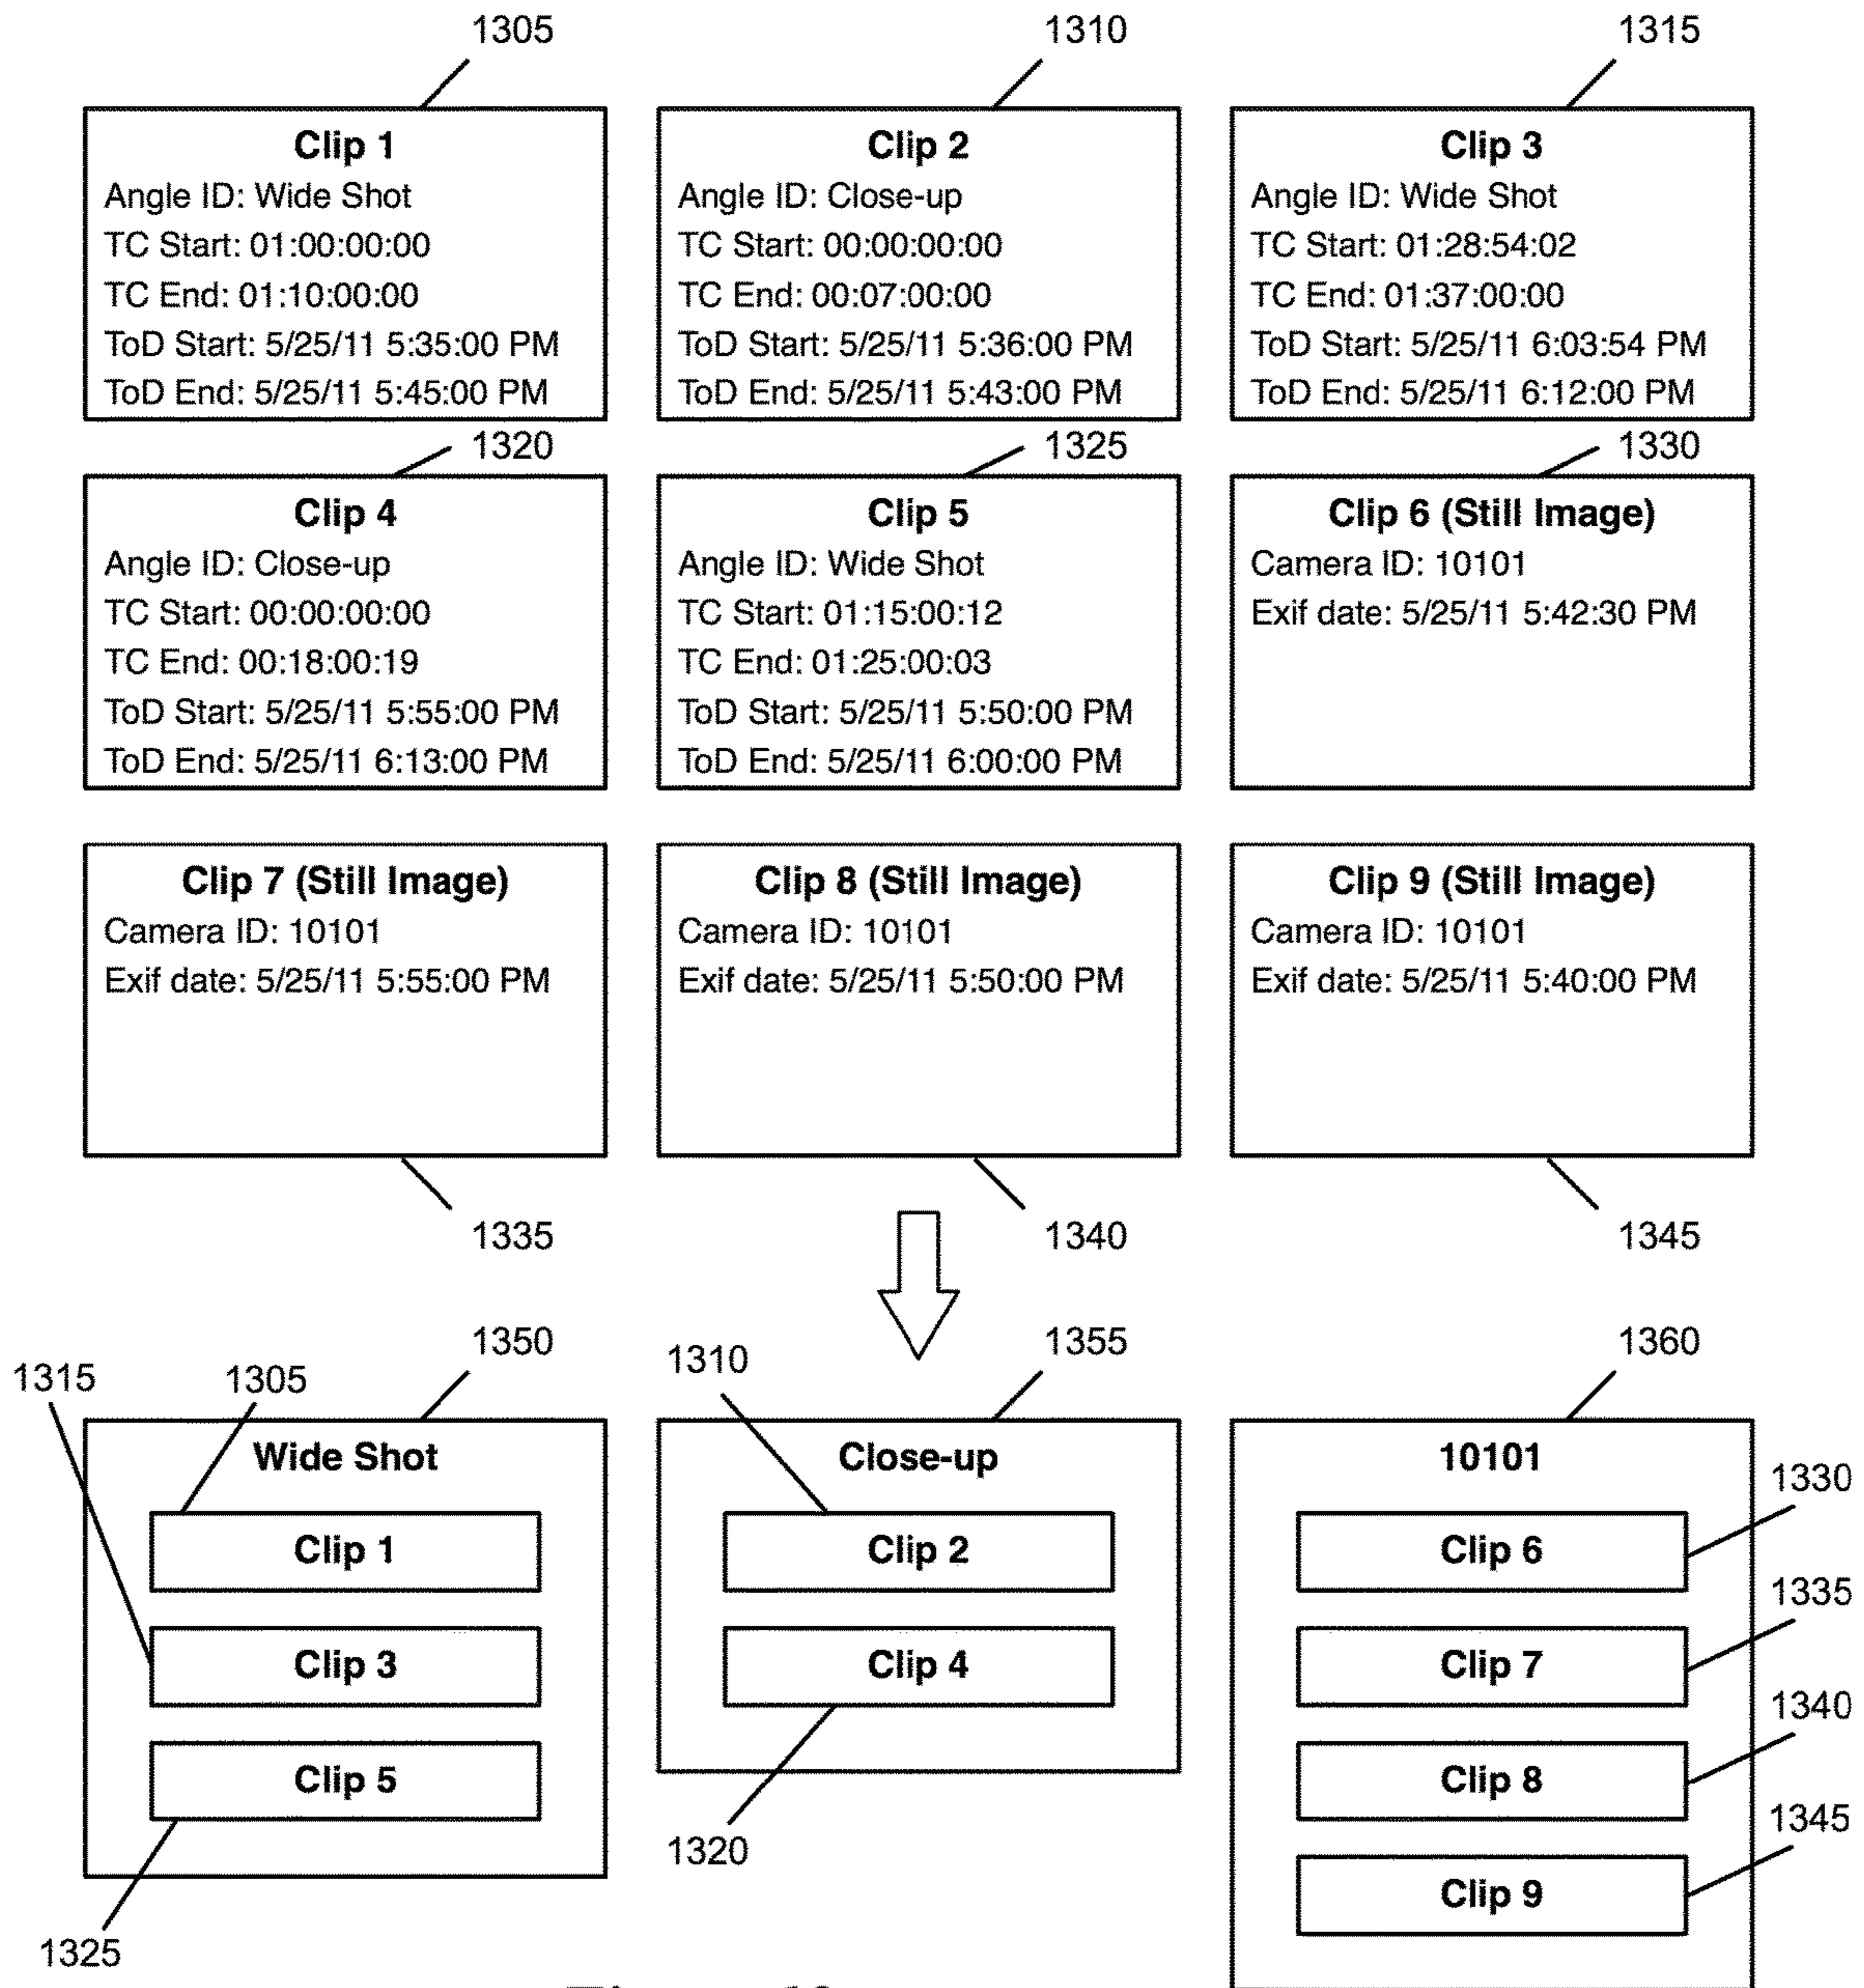 1305
1310
1315
Clip 1
Angle ID: Wide Shot
TC Start: 01:00:00:00
TC End: 01:10:00:00
ToD Start: 5/25/11 5:35:00 PM
ToD End: 5/25/11 5:45:00 PM
Clip 2
Angle ID: Close-up
TC Start: 00:00:00:00
TC End: 00:07:00:00
ToD Start: 5/25/11 5:36:00 PM
ToD End: 5/25/11 5:43:00 PM
Clip 3
Angle ID: Wide Shot
TC Start: 01:28:54:02
TC End: 01:37:00:00
ToD Start: 5/25/11 6:03:54 PM
ToD End: 5/25/11 6:12:00 PM
1320
1325
1330
Clip 4
Angle ID: Close-up
TC Start: 00:00:00:00
TC End: 00:18:00:19
ToD Start: 5/25/11 5:55:00 PM
ToD End: 5/25/11 6:13:00 PM
Clip 5
Angle ID: Wide Shot
TC Start: 01:15:00:12
TC End: 01:25:00:03
ToD Start: 5/25/11 5:50:00 PM
ToD End: 5/25/11 6:00:00 PM
Clip 6 (Still Image)
Camera ID: 10101
Exif date: 5/25/11 5:42:30 PM
Clip 7 (Still Image)
Camera ID: 10101
Exif date: 5/25/11 5:55:00 PM
Clip 8 (Still Image)
Camera ID: 10101
Exif date: 5/25/11 5:50:00 PM
Clip 9 (Still Image)
Camera ID: 10101
Exif date: 5/25/11 5:40:00 PM
1335
1340
1345
1350
1355
1360
1315
1305
1310
Wide Shot
Clip 1
Clip 3
Clip 5
1325
Close-up
Clip 2
Clip 4
1320
10101
Clip 6
Clip 7
Clip 8
Clip 9
1330
1335
1340
1345